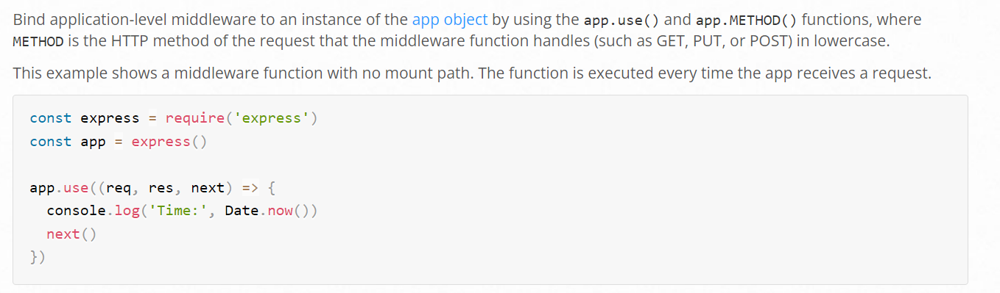 Bind application-level middleware to an instance of the app object by using the app.use() and app.METHOD() functions, where
METHOD is the HTTP method of the request that the middleware function handles (such as GET, PUT, or POST) in lowercase.
This example shows a middleware function with no mount path. The function is executed every time the app receives a request.
const express = require('express')
const app = express()
app.use((req, res, next) => {
  console.log('Time:', Date.now())
  next()
})